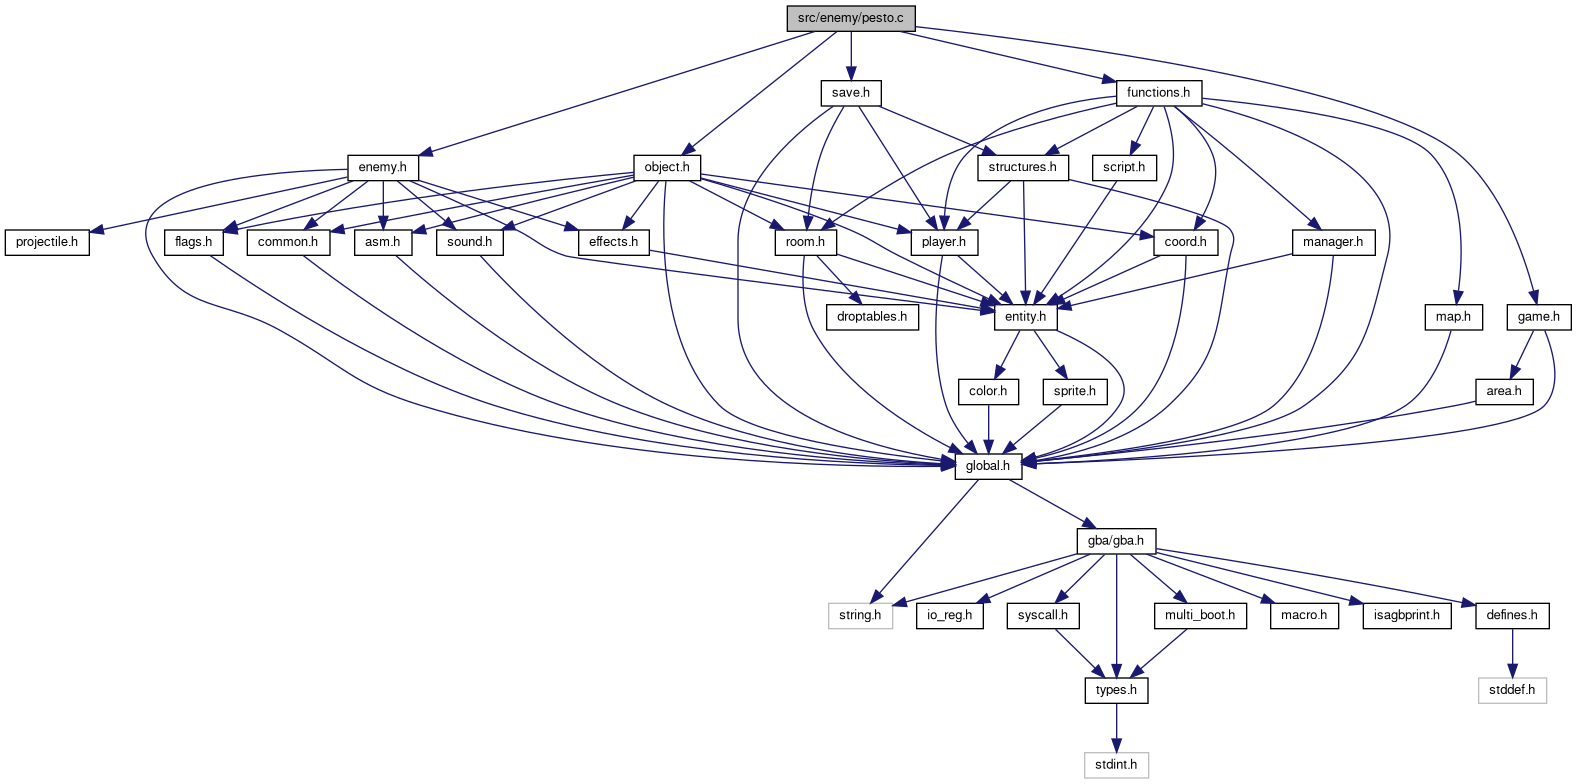 src/enemy/pesto.c
save.h
functions.h
enemy.h
object.h
structures.h
script.h
projectile.h
flags.h
common.h
asm.h
sound.h
effects.h
room.h
player.h
coord.h
manager.h
droptables.h
entity.h
map.h
game.h
color.h
sprite.h
area.h
global.h
gba/gba.h
string.h
io_reg.h
syscall.h
multi_boot.h
macro.h
isagbprint.h
defines.h
types.h
stddef.h
stdint.h